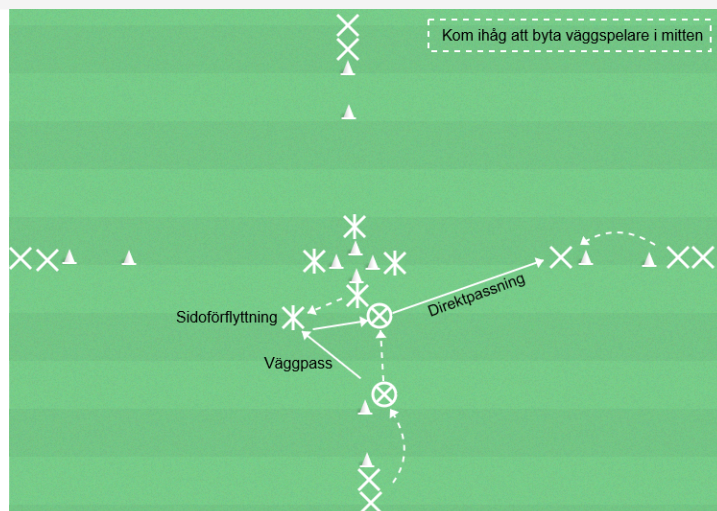 Kom ihåg att byta väggspelare i mitten
Direktpassning
Sidoförflyttning
Väggpass